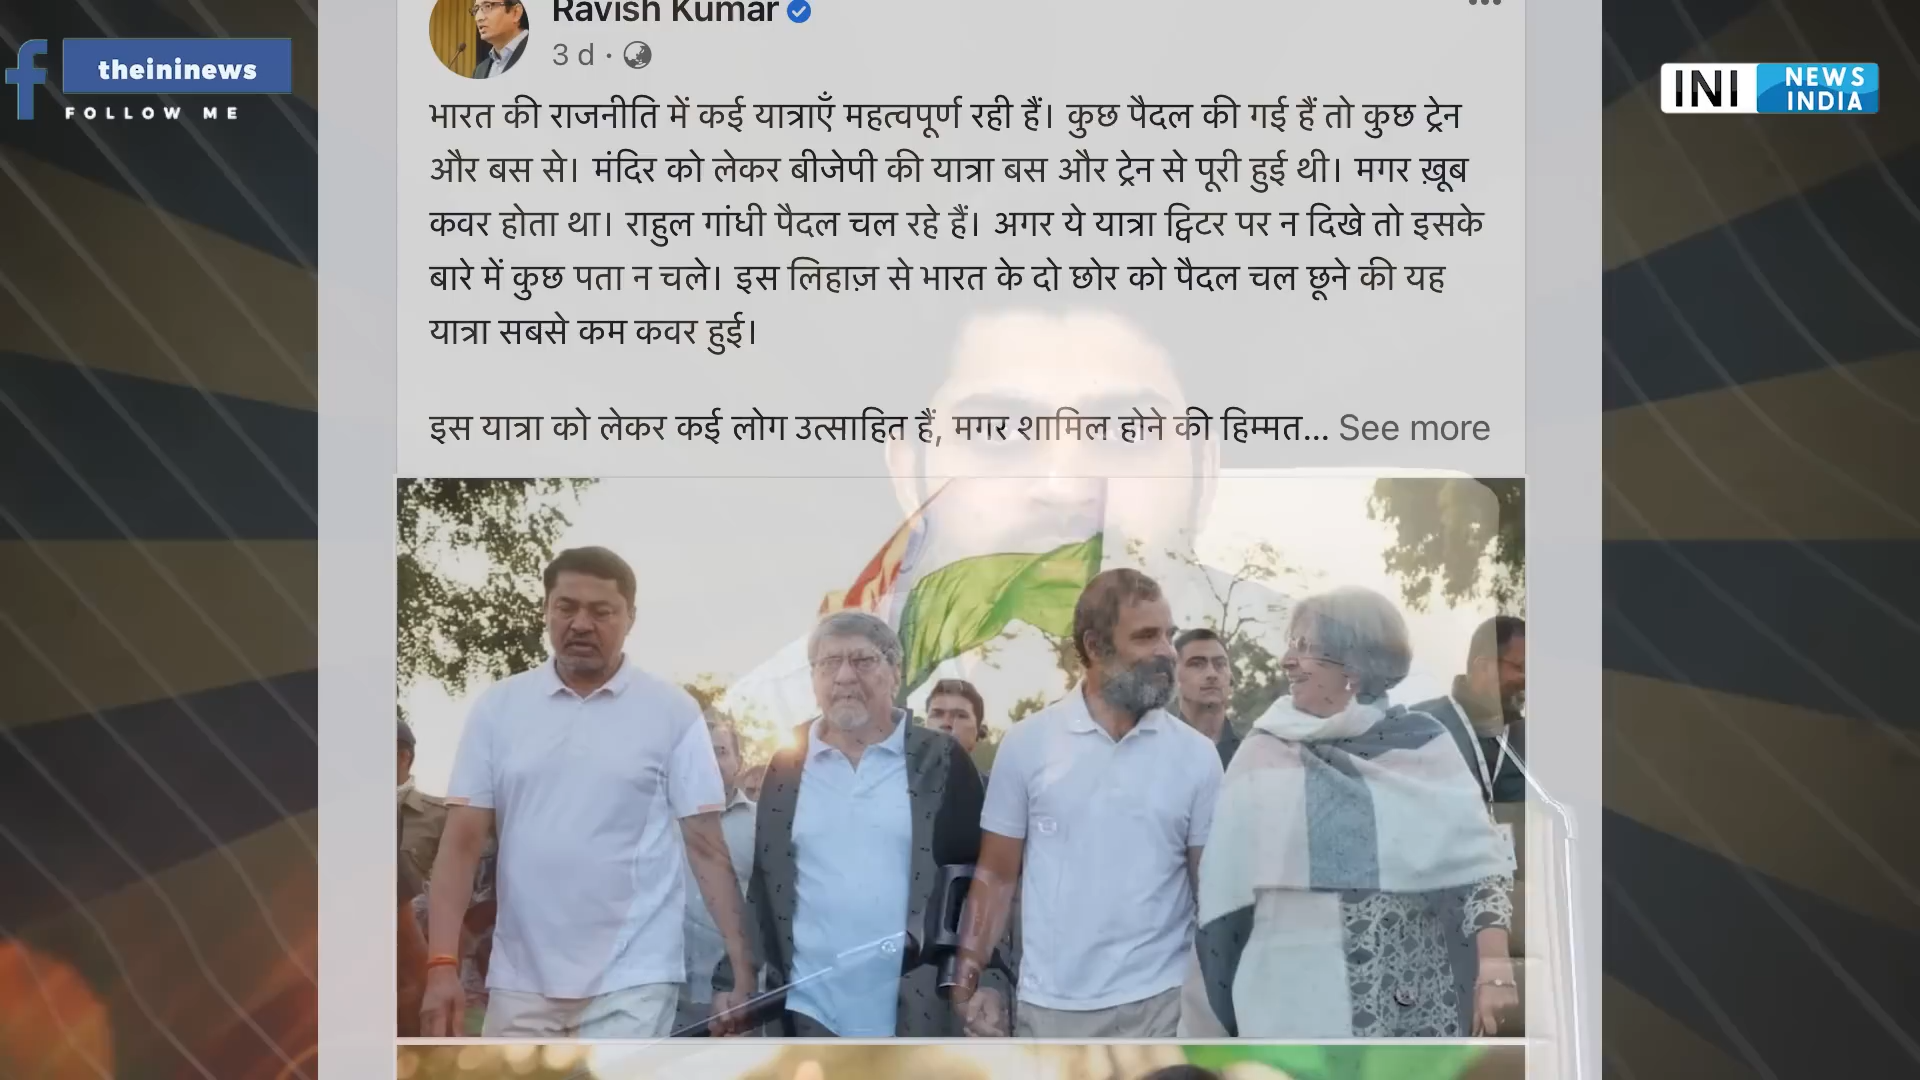 Ravish Kumar
3 d ·
theininews
FOLLOW ME
INI NEWS INDIA
भारत की राजनीति में कई यात्राएँ महत्वपूर्ण रही हैं। कुछ पैदल की गई हैं तो कुछ ट्रेन
और बस से। मंदिर को लेकर बीजेपी की यात्रा बस और ट्रेन से पूरी हुई थी। मगर ख़ूब
कवर होता था। राहुल गांधी पैदल चल रहे हैं। अगर ये यात्रा ट्विटर पर न दिखे तो इसके
बारे में कुछ पता न चले। इस लिहाज़ से भारत के दो छोर को पैदल चल छूने की यह
यात्रा सबसे कम कवर हुई।
इस यात्रा को लेकर कई लोग उत्साहित हैं, मगर शामिल होने की हिम्मत... See more